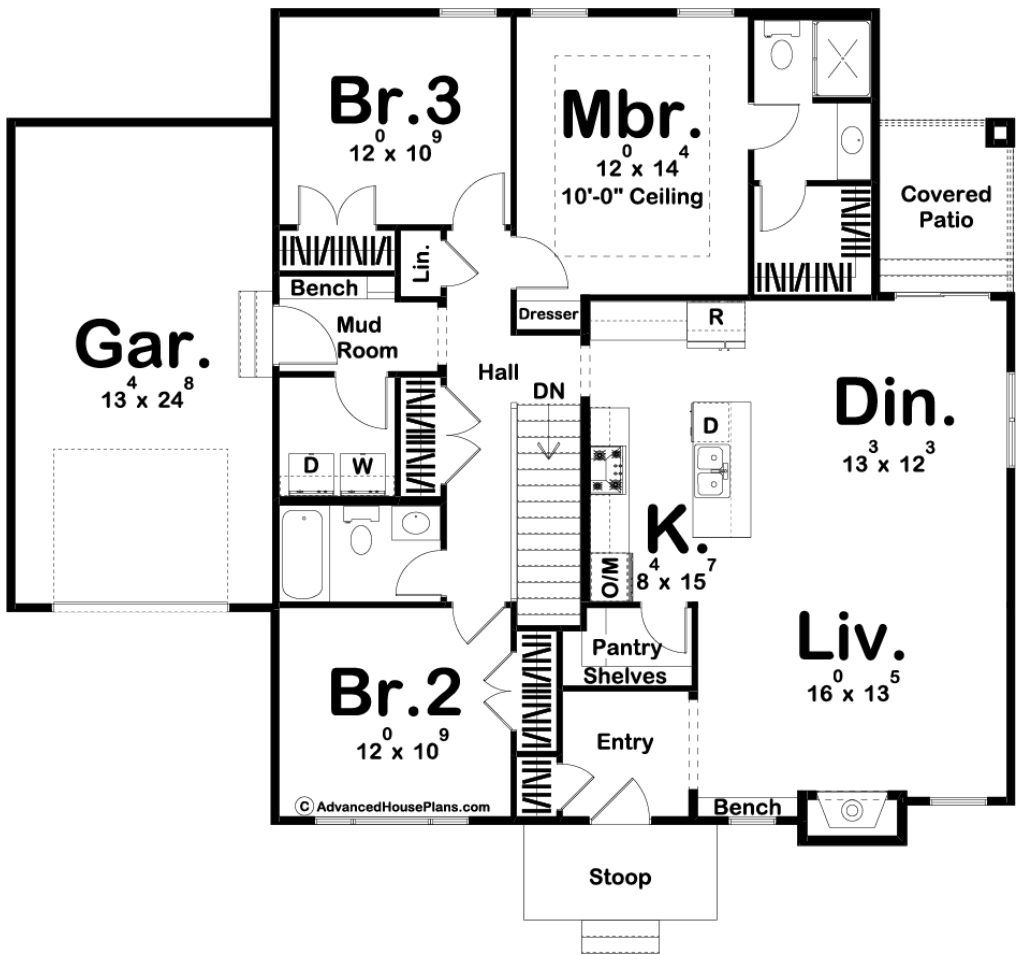 Br.3
12⁰ x 10⁹
Mbr.
12⁰ x 14⁴
10'-0" Ceiling
Covered
Patio
Lin.
Bench
Dresser
R
Mud
Room
Gar.
13⁴ x 24⁸
Hall
DN
Din.
13³ x 12³
D
D
W
K.
8⁴ x 15⁷
O/M
Liv.
16⁰ x 13⁵
Pantry
Shelves
Br.2
12⁰ x 10⁹
Entry
© AdvancedHousePlans.com
Bench
Stoop